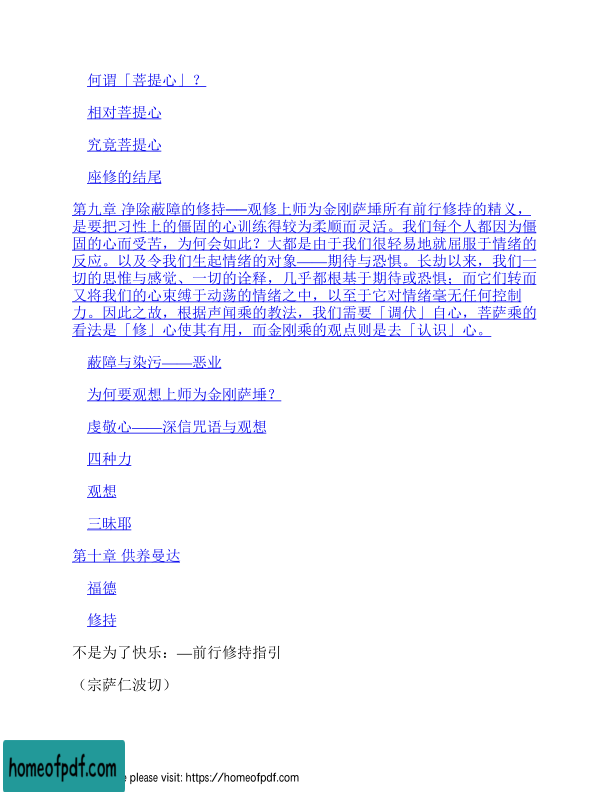 何谓「菩提心」？
相对菩提心
究竟菩提心
座修的结尾
第九章 净除蔽障的修持──观修上师为金刚萨埵所有前行修持的精义，
是要把习性上的僵固的心训练得较为柔顺而灵活。我们每个人都因为僵
固的心而受苦，为何会如此？大都是由于我们很轻易地就屈服于情绪的
反应。以及令我们生起情绪的对象——期待与恐惧。长劫以来，我们一
切的思惟与感觉、一切的诠释，几乎都根基于期待或恐惧；而它们转而
又将我们的心束缚于动荡的情绪之中，以至于它对情绪毫无任何控制
力。因此之故，根据声闻乘的教法，我们需要「调伏」自心，菩萨乘的
看法是「修」心使其有用，而金刚乘的观点则是去「认识」心。
蔽障与染污——恶业
为何要观想上师为金刚萨埵？
虔敬心——深信咒语与观想
四种力
观想
三昧耶
第十章 供养曼达
福德
修持
不是为了快乐：—前行修持指引
（宗萨仁波切）
homeofpdf.com
e please visit: https://homeofpdf.com